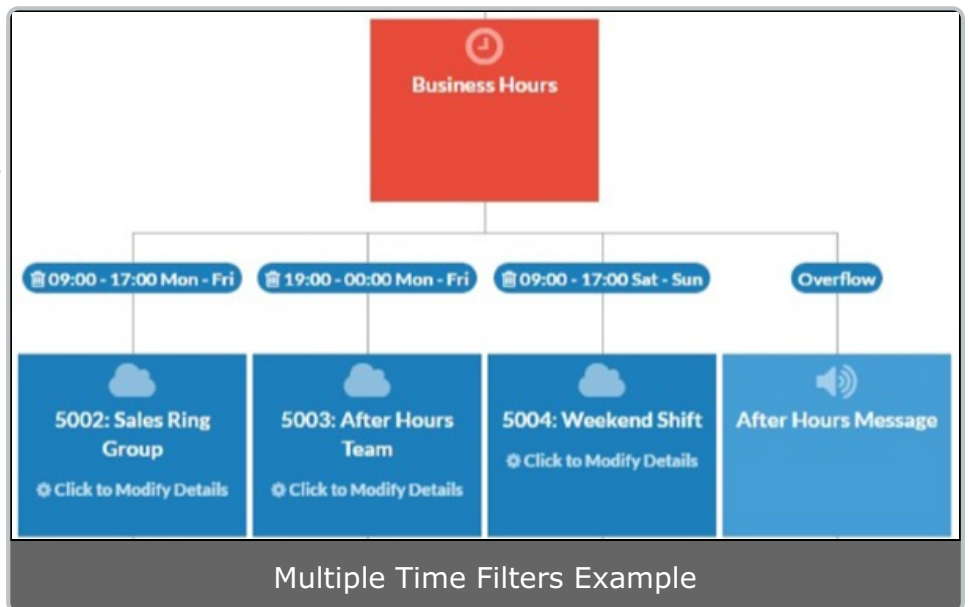 Business Hours
09:00 - 17:00 Mon - Fri
19:00 - 00:00 Mon - Fri
09:00 - 17:00 Sat - Sun
Overflow
5002: Sales Ring
Group
Click to Modify Details
5003: After Hours
Team
Click to Modify Details
5004: Weekend Shift
Click to Modify Details
After Hours Message
Multiple Time Filters Example